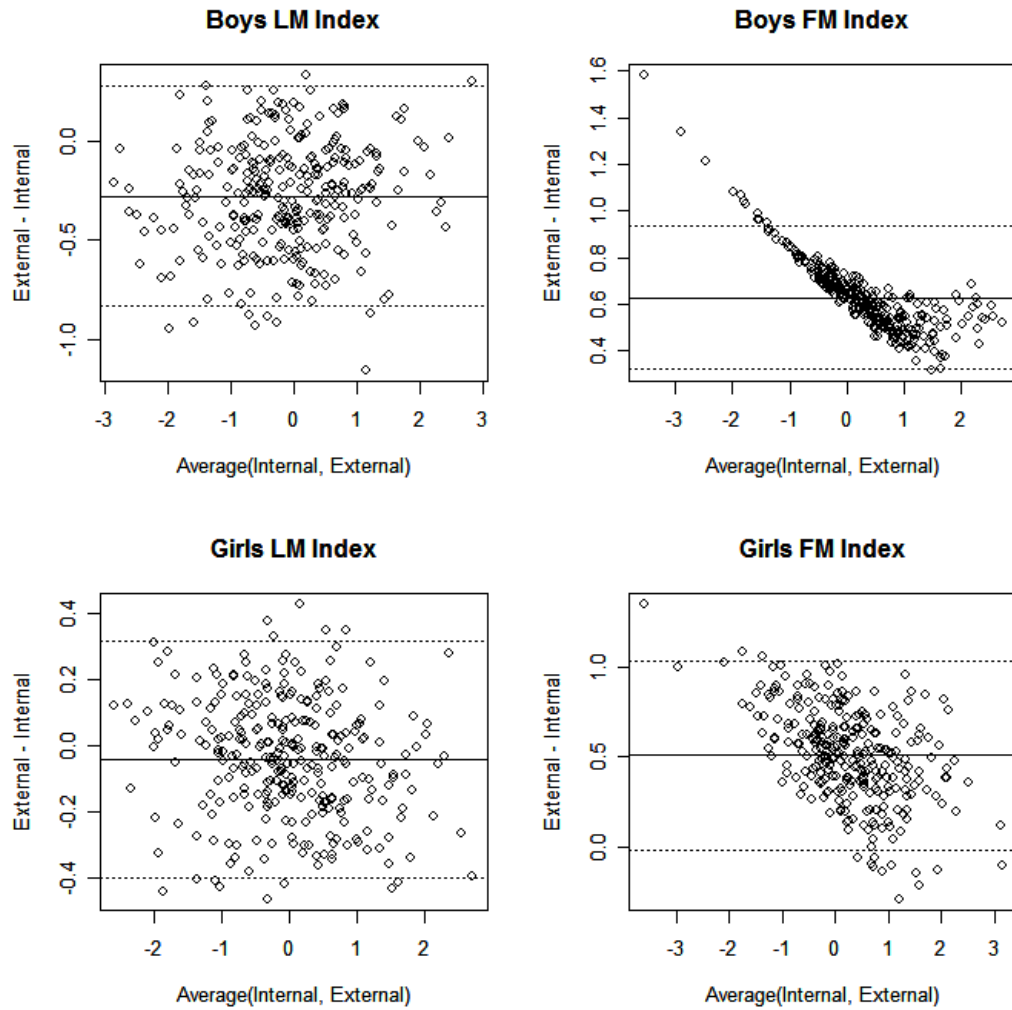 Boys LM Index
External - Internal
-1.0 -0.5 0.0
-3 -2 -1 0 1 2 3
Average(Internal, External)
Boys FM Index
External - Internal
0.4 0.6 0.8 1.0 1.2 1.4 1.6
-3 -2 -1 0 1 2
Average(Internal, External)
Girls LM Index
External - Internal
-0.4 -0.2 0.0 0.2 0.4
-2 -1 0 1 2
Average(Internal, External)
Girls FM Index
External - Internal
0.0 0.5 1.0
-3 -2 -1 0 1 2 3
Average(Internal, External)